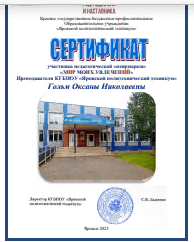 И НАСТАВНИКА
Краевое государственное бюджетное профессиональное
Образовательное учреждение
«Яровской политехнический техникум»
СЕРТИФИКАТ
участника педагогической «ярмарки»
«МИР МОИХ УВЛЕЧЕНИЙ»
Преподавателя КГБПОУ «Яровской политехнический техникум»
Гольм Оксаны Николаевны
Директор КГБПОУ «Яровской
политехнический техникум»
Яровое 2023